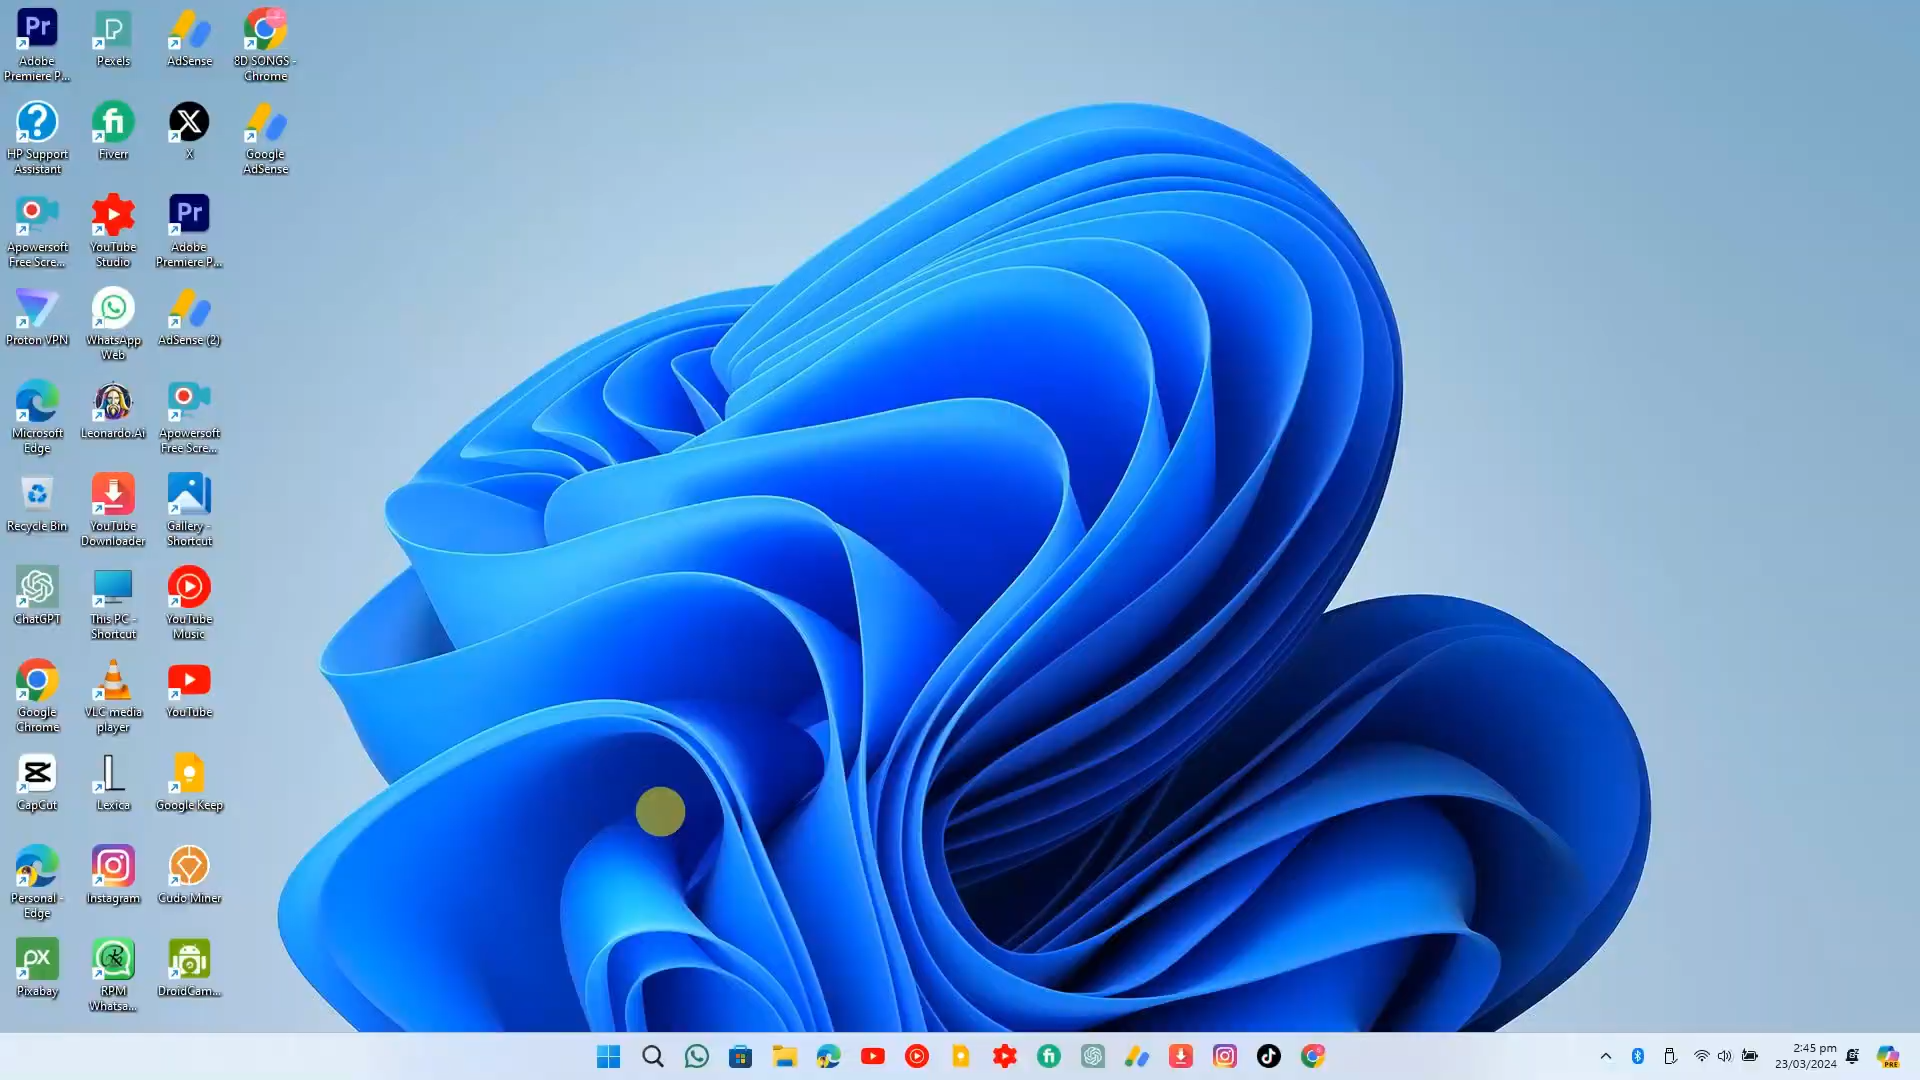 Adobe
Premiere P...
Pexels
AdSense
8D SONGS -
Chrome
HP Support
Assistant
Fiverr
X
Google
AdSense
Apowersoft
Free Scre...
YouTube
Studio
Adobe
Premiere P...
Proton VPN
WhatsApp
Web
AdSense (2)
Microsoft
Edge
Leonardo.Ai
Apowersoft
Free Scre...
Recycle Bin
YouTube
Downloader
Gallery -
Shortcut
ChatGPT
This PC -
Shortcut
YouTube
Music
Google
Chrome
VLC media
player
YouTube
CapCut
Lexica
Google Keep
Personal -
Edge
Instagram
Cudo Miner
Pixabay
RPM
Whatsa...
DroidCam...
2:45 pm
23/03/2024